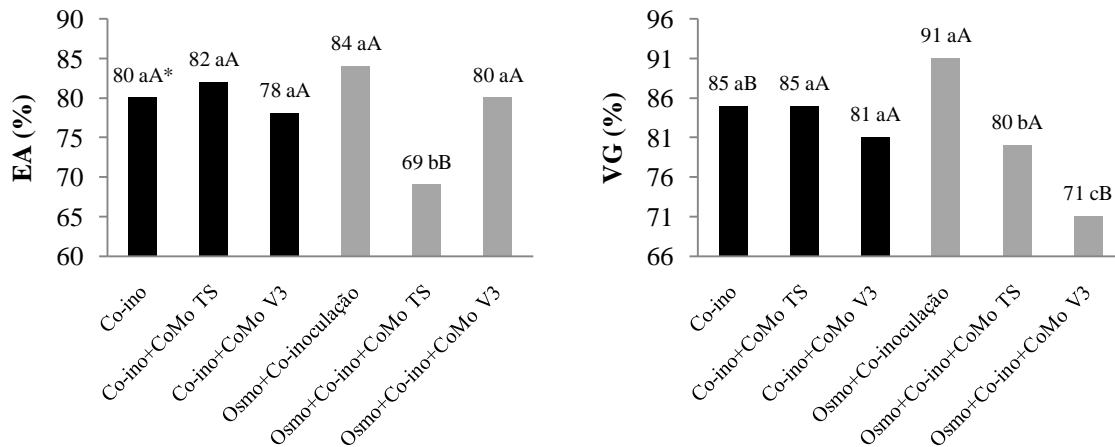 EA (%)
90
85
80
75
70
65
60
80 aA*
82 aA
78 aA
84 aA
69 bB
80 aA
Co-ino
Co-ino+CoMo TS
Co-ino+CoMo V3
Osmo+Co-inoculação
Osmo+Co-ino+CoMo TS
Osmo+Co-ino+CoMo V3
VG (%)
96
91
86
81
76
71
66
85 aB
85 aA
81 aA
91 aA
80 bA
71 cB
Co-ino
Co-ino+CoMo TS
Co-ino+CoMo V3
Osmo+Co-inoculação
Osmo+Co-ino+CoMo TS
Osmo+Co-ino+CoMo V3